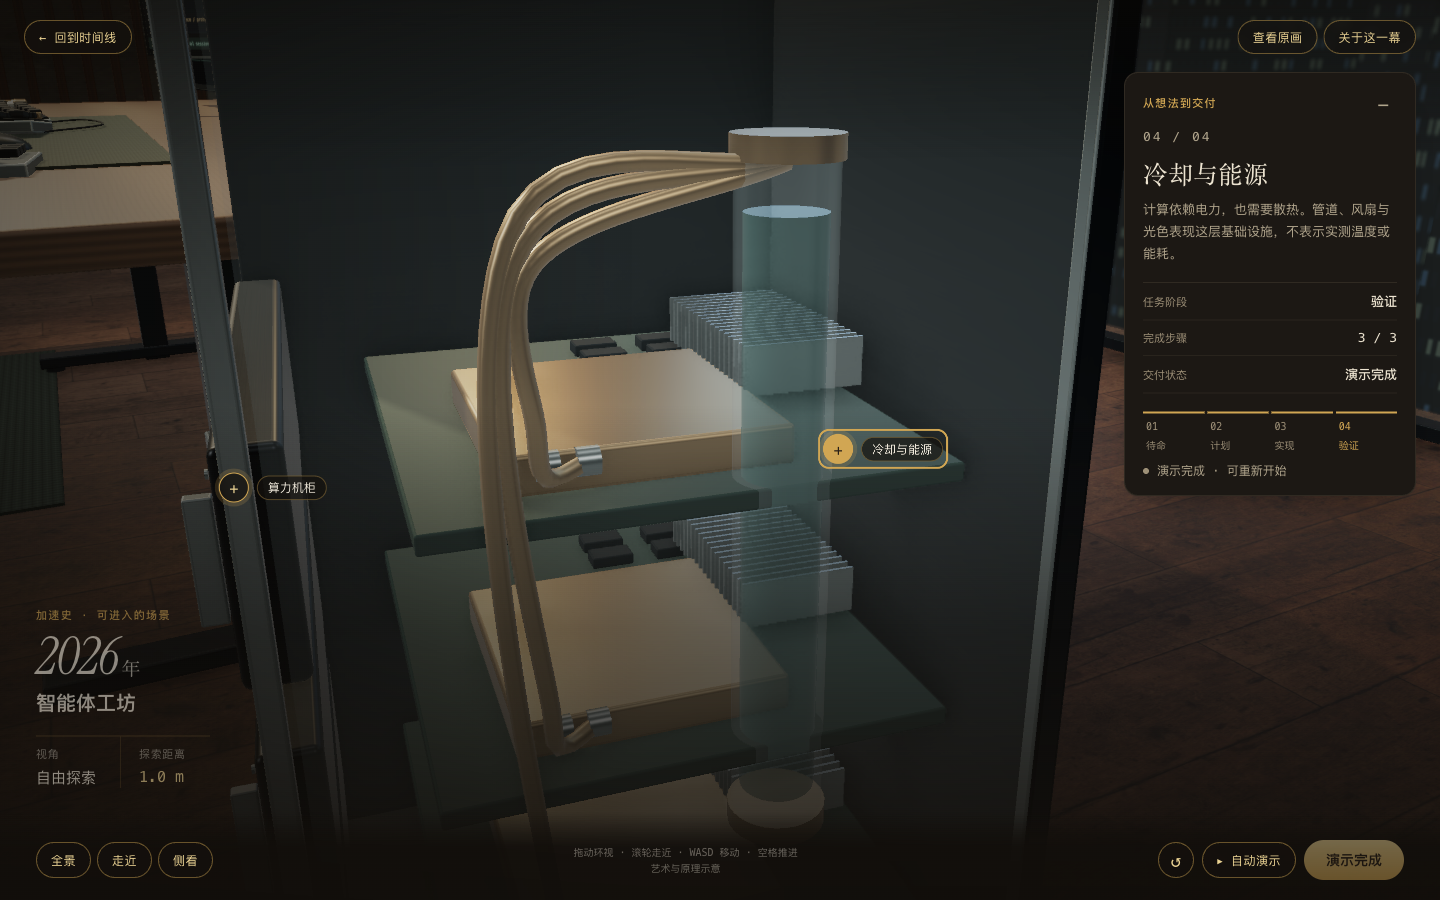 ← 回到时间线
查看原画
关于这一幕
从想法到交付
—
04 / 04
冷却与能源
计算依赖电力，也需要散热。管道、风扇与
光色表现这层基础设施，不表示实测温度或
能耗。
任务阶段 验证
完成步骤 3 / 3
交付状态 演示完成
01 02 03 04
待命 计划 实现 验证
演示完成 · 可重新开始
+ 冷却与能源
+ 算力机柜
加速史 · 可进入的场景
2026年
智能体工坊
视角 探索距离
自由探索 1.0 m
全景
走近
侧看
拖动环视 · 滚轮走近 · WASD 移动 · 空格推进
艺术与原理示意
↺
▸ 自动演示
演示完成